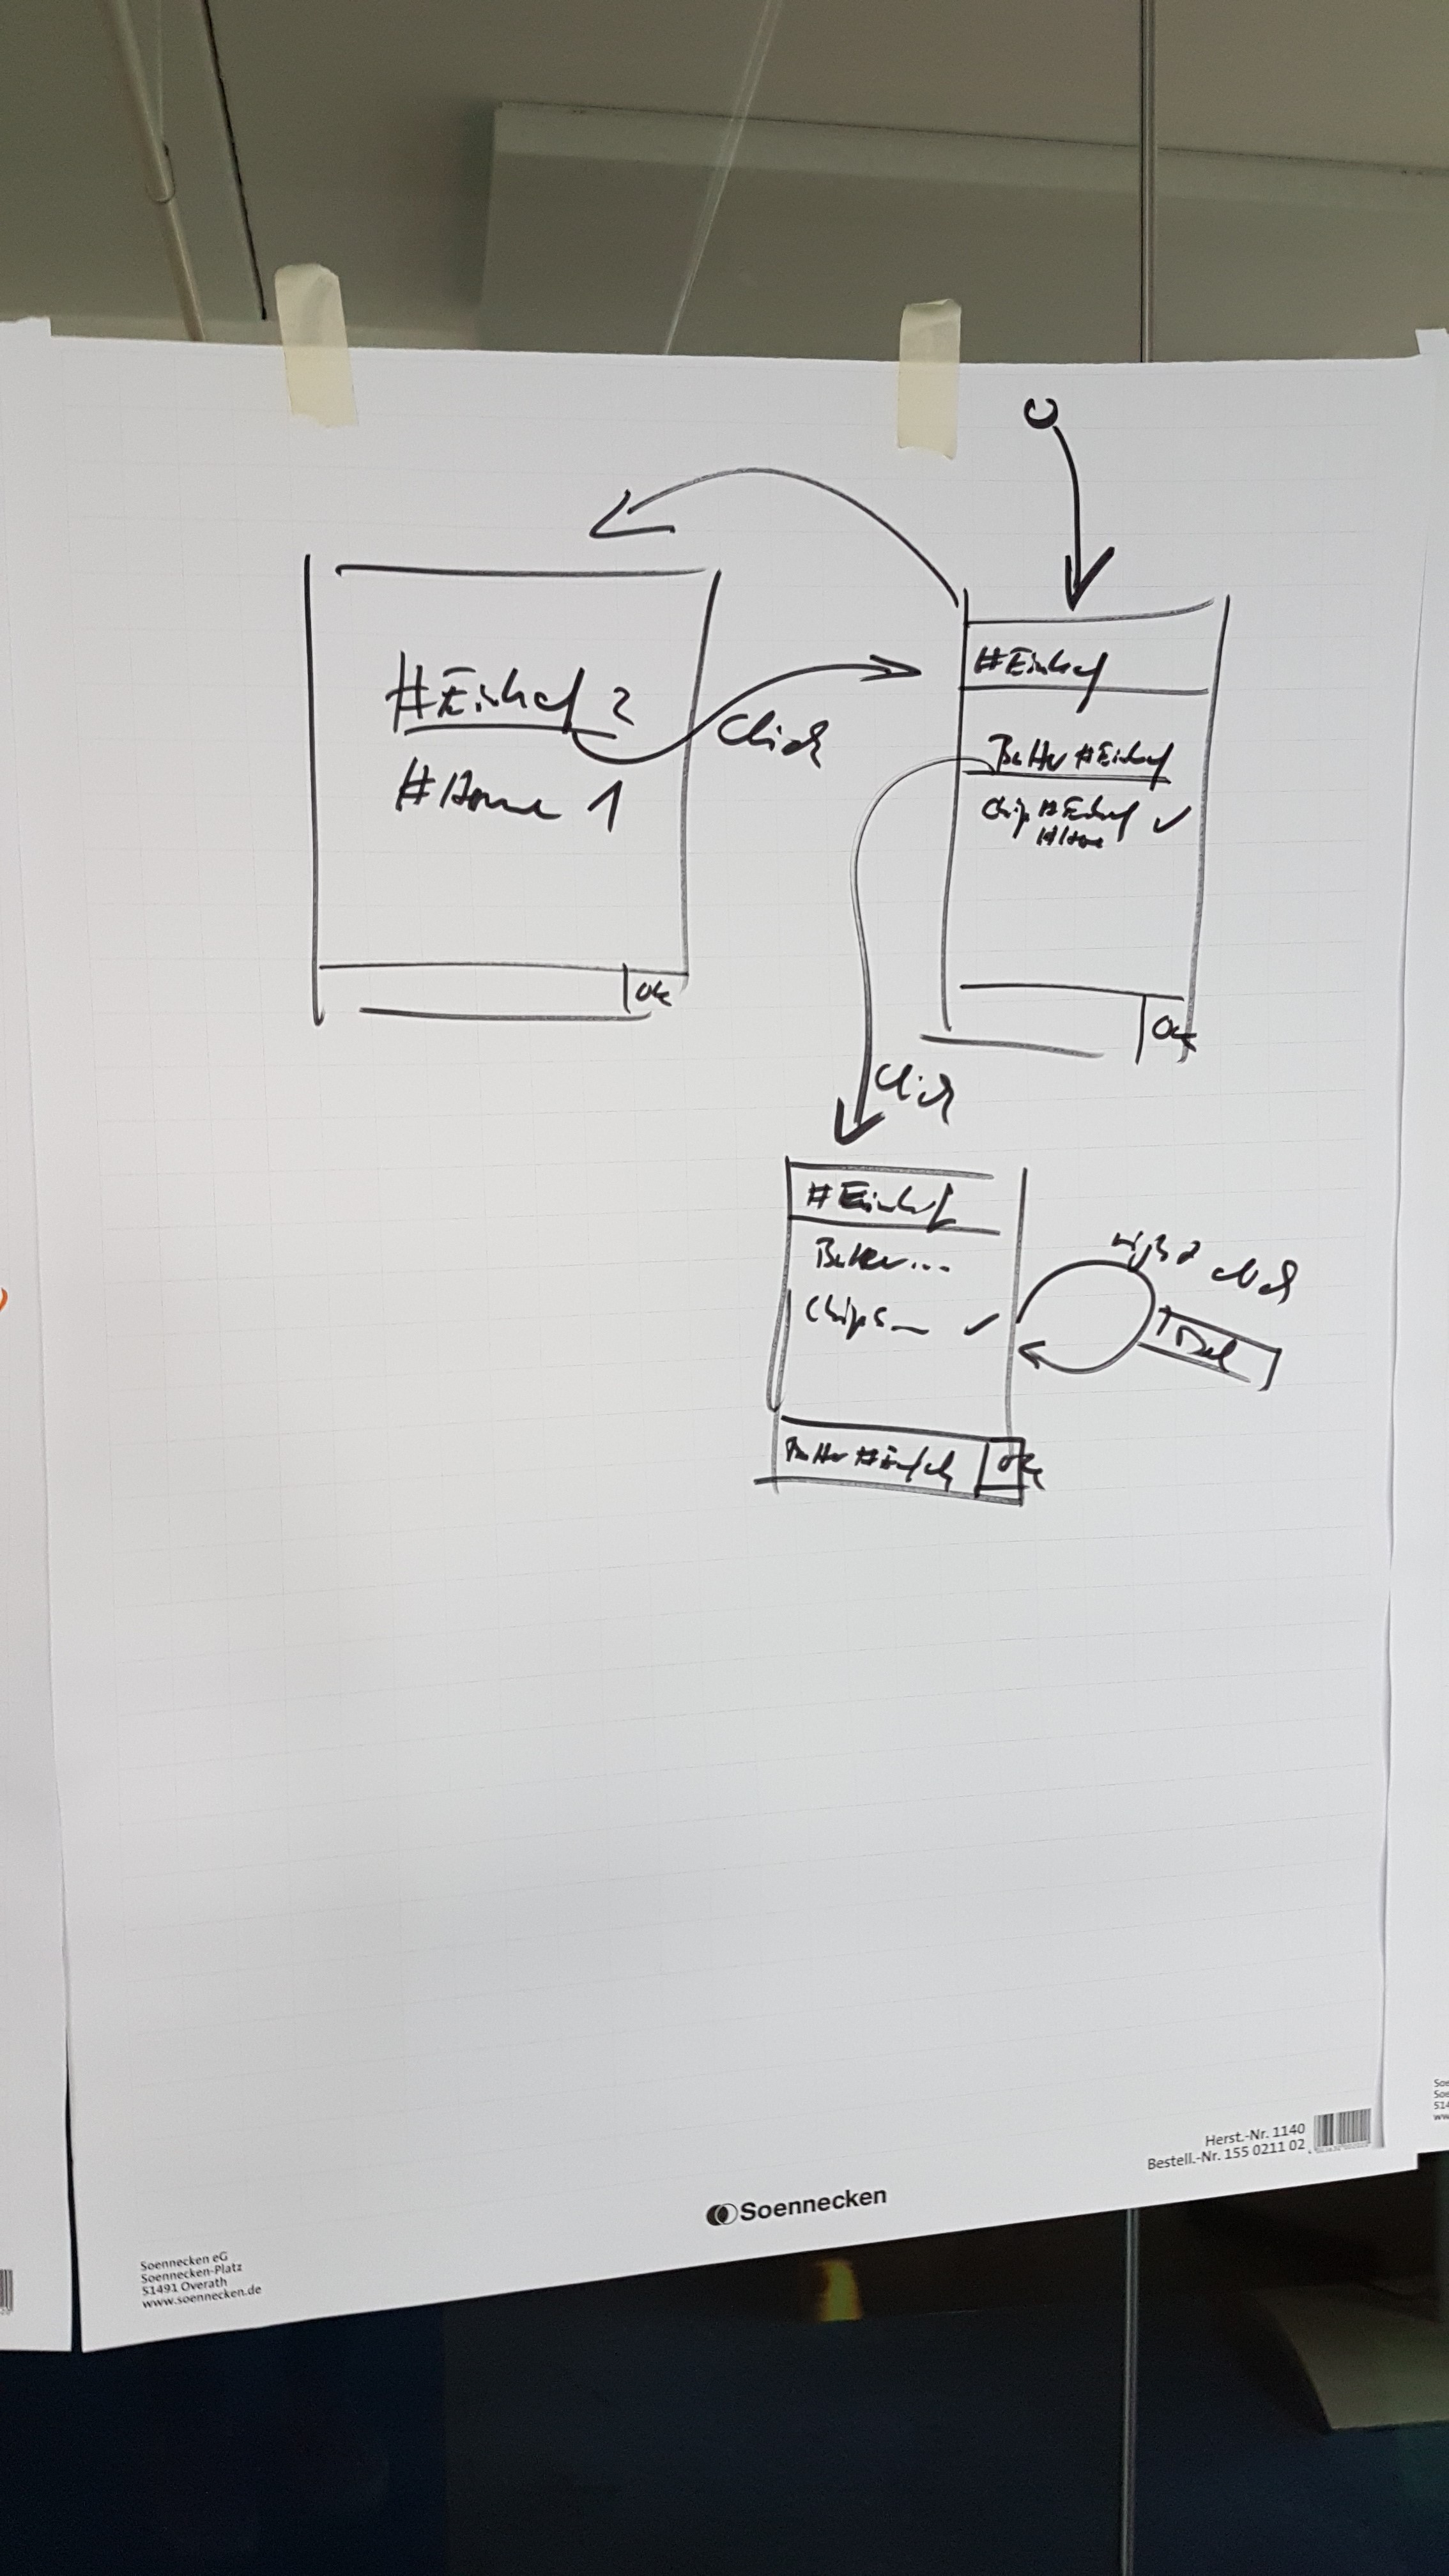 #Einkauf 2
#Home 1
Ok
Click
#Einkauf
Butter #Einkauf
Chips #Einkauf ✓
#Home
Ok
Click
#Einkauf
Butter...
Chips_ ✓
Butter #Einkauf
Ok
right click
Del
Herst.-Nr. 1140
Bestell.-Nr. 155 0211 02
Soennecken
Soennecken eG
Soennecken-Platz
51491 Overath
www.soennecken.de